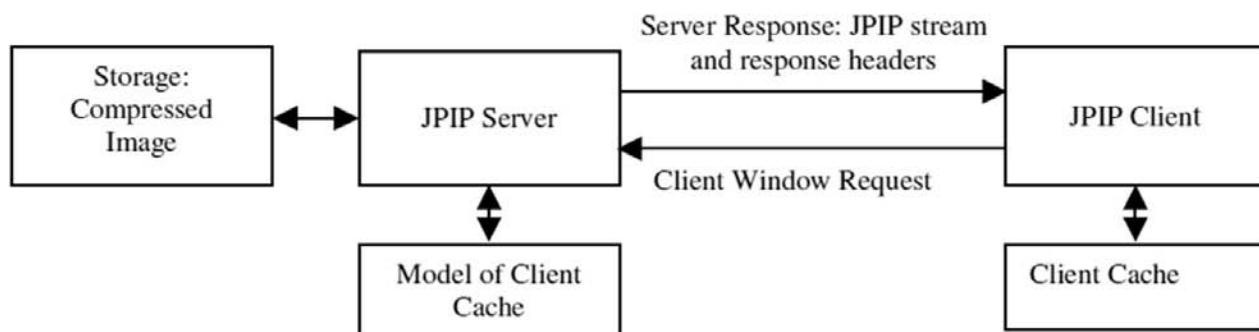 Server Response: JPIP stream
and response headers
Storage:
Compressed
Image
JPIP Server
JPIP Client
Client Window Request
Model of Client
Cache
Client Cache